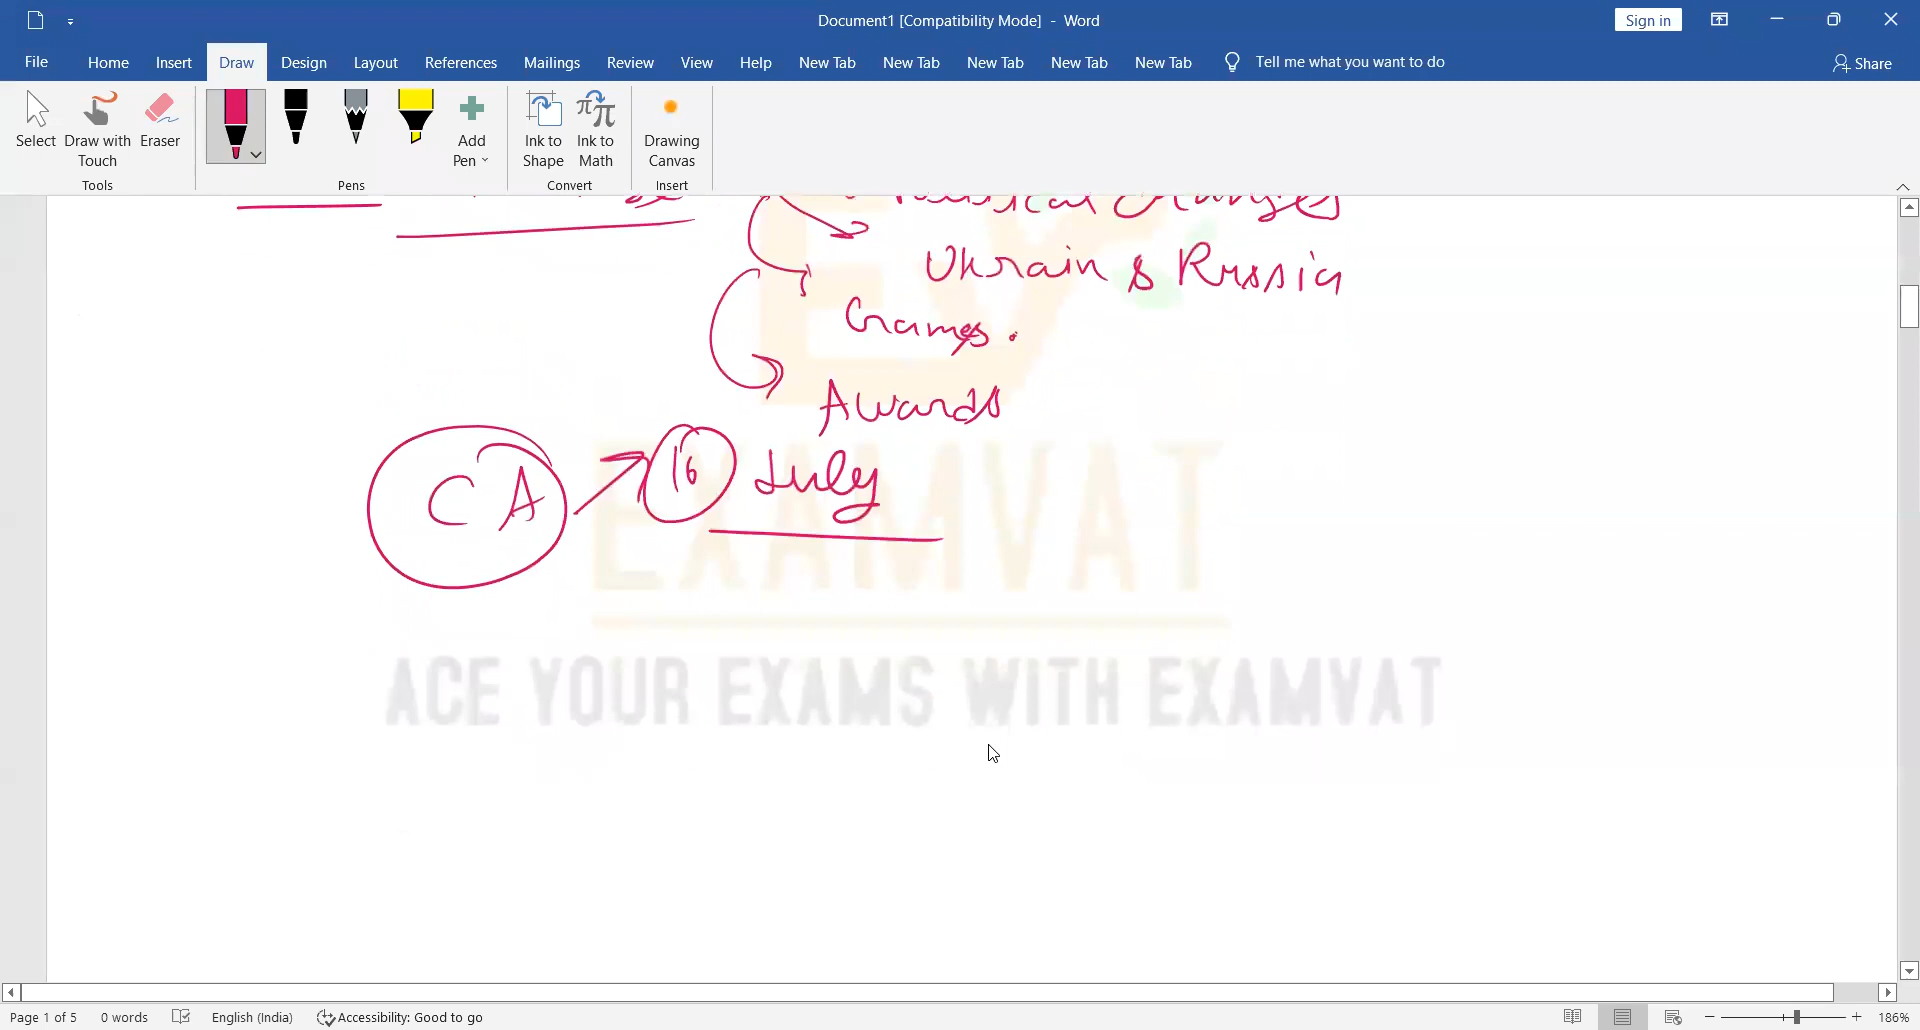 Document1 [Compatibility Mode] - Word
Sign in
File Home Insert Draw Design Layout References Mailings Review View Help New Tab New Tab New Tab New Tab New Tab Tell me what you want to do Share
Select Draw with Touch Eraser Add Pen Ink to Shape Ink to Math Drawing Canvas
Tools Pens Convert Insert
Political Changes
Ukrain & Russia
Games.
Awards
CA 16 July
EV
EXAMVAT
ACE YOUR EXAMS WITH EXAMVAT
Page 1 of 5 0 words English (India) Accessibility: Good to go 186%